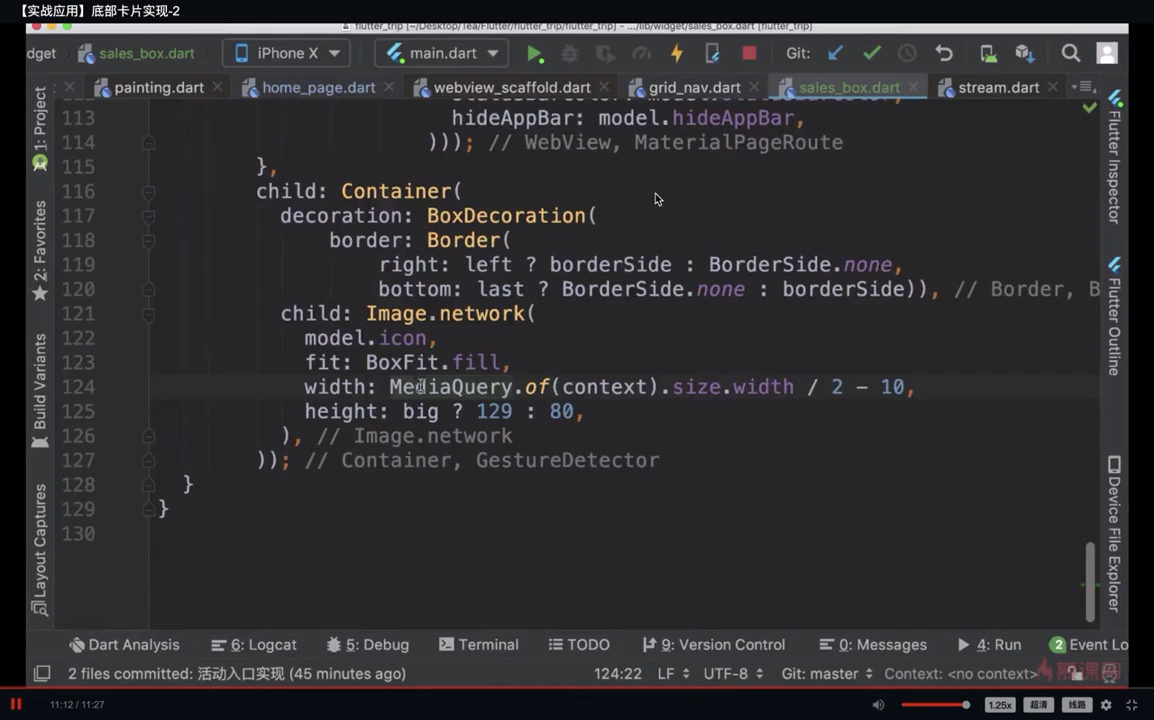 【实战应用】底部卡片实现-2
flutter_trip [~/Desktop/Tea/Flutter/flutter_trip/flutter_trip] - .../lib/widget/sales_box.dart [flutter_trip]
dget sales_box.dart iPhone X main.dart Git:
painting.dart home_page.dart webview_scaffold.dart grid_nav.dart sales_box.dart stream.dart
113 hideAppBar: model.hideAppBar,
114 ))); // WebView, MaterialPageRoute
115 },
116 child: Container(
117 decoration: BoxDecoration(
118 border: Border(
119 right: left ? borderSide : BorderSide.none,
120 bottom: last ? BorderSide.none : borderSide)), // Border, B
121 child: Image.network(
122 model.icon,
123 fit: BoxFit.fill,
124 width: MediaQuery.of(context).size.width / 2 - 10,
125 height: big ? 129 : 80,
126 ), // Image.network
127 )); // Container, GestureDetector
128 }
129 }
130
1: Project
2: Favorites
Build Variants
Layout Captures
Flutter Inspector
Flutter Outline
Device File Explorer
Dart Analysis 6: Logcat 5: Debug Terminal TODO 9: Version Control 0: Messages 4: Run 2 Event Lo
2 files committed: 活动入口实现 (45 minutes ago) 124:22 LF UTF-8 Git: master Context: <no context>
慕课网
11:12 / 11:27 1.25x 超清 线路